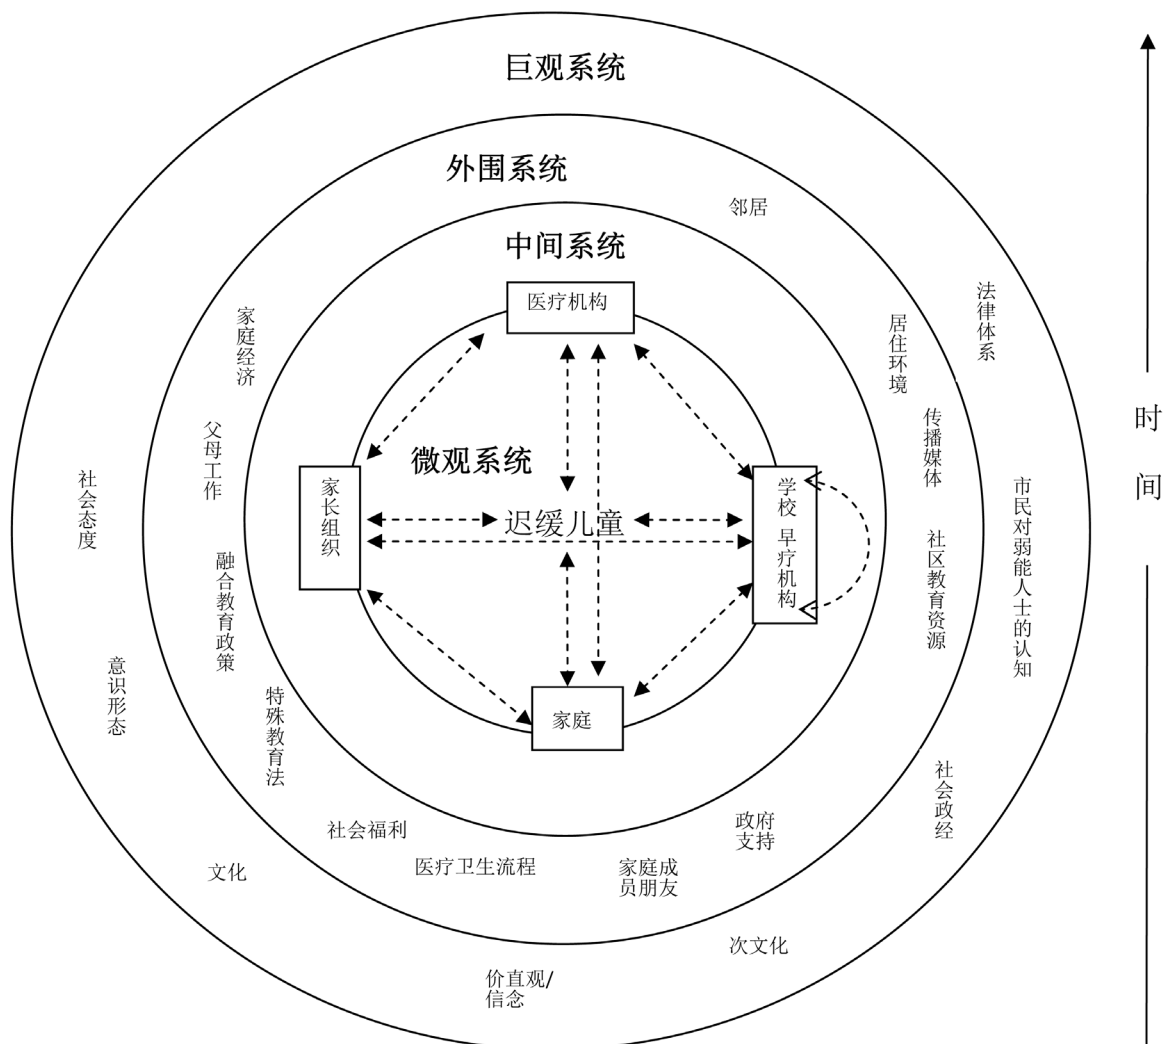 巨观系统
外围系统
邻居
中间系统
医疗机构
法律体系
家庭经济
居住环境
时间
传播媒体
父母工作
微观系统
社会态度
家长组织
学校 早疗机构
市民对弱能人士的认知
迟缓儿童
社区教育资源
融合教育政策
意识形态
特殊教育法
家庭
社会政经
社会福利
政府
支持
医疗卫生流程
家庭成
员朋友
文化
次文化
价直观/
信念